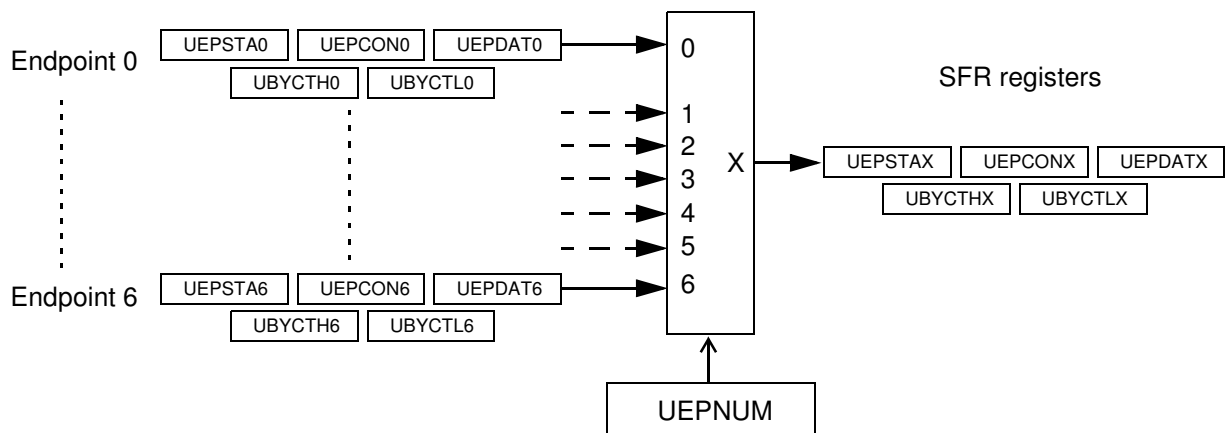 UEPSTA0 UEPCON0 UEPDAT0
Endpoint 0
UBYCTH0 UBYCTL0
0
SFR registers
1
2
3
4
5
6
X
UEPSTAX UEPCONX UEPDATX
UBYCTHX UBYCTLX
Endpoint 6
UEPSTA6 UEPCON6 UEPDAT6
UBYCTH6 UBYCTL6
UEPNUM